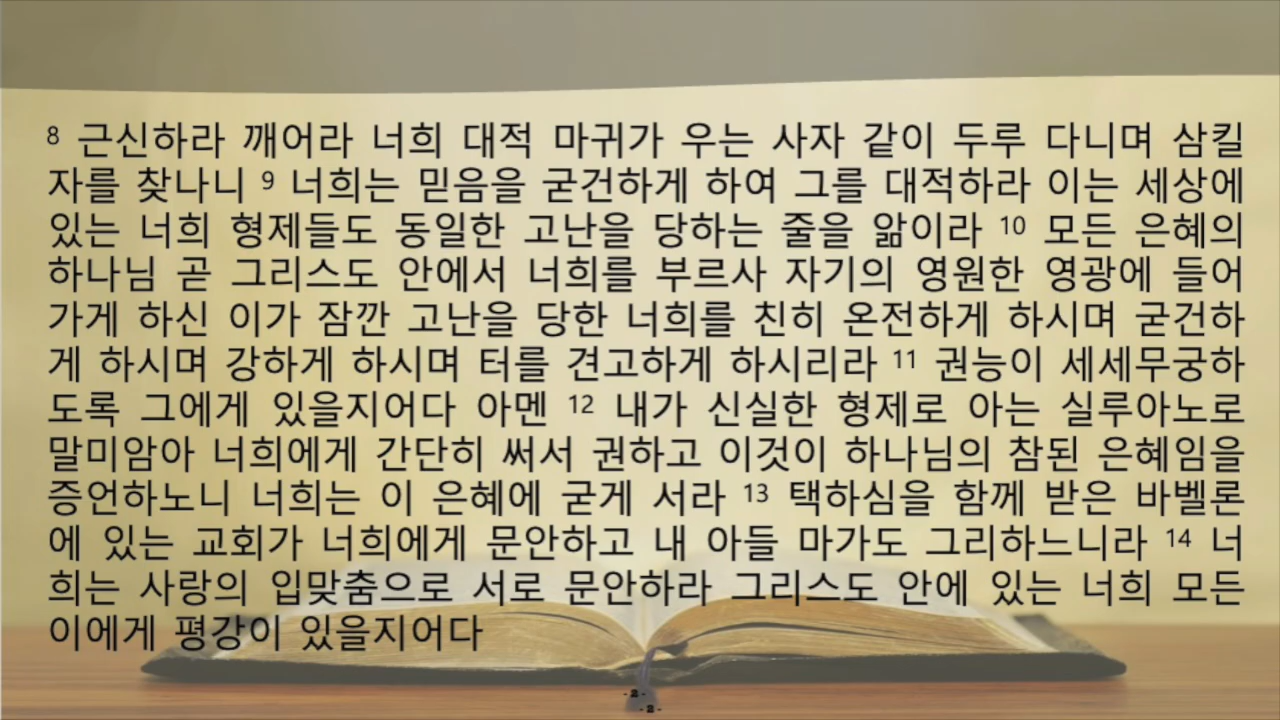 8 근신하라 깨어라 너희 대적 마귀가 우는 사자 같이 두루 다니며 삼킬
자를 찾나니 9 너희는 믿음을 굳건하게 하여 그를 대적하라 이는 세상에
있는 너희 형제들도 동일한 고난을 당하는 줄을 앎이라 10 모든 은혜의
하나님 곧 그리스도 안에서 너희를 부르사 자기의 영원한 영광에 들어
가게 하신 이가 잠깐 고난을 당한 너희를 친히 온전하게 하시며 굳건하
게 하시며 강하게 하시며 터를 견고하게 하시리라 11 권능이 세세무궁하
도록 그에게 있을지어다 아멘 12 내가 신실한 형제로 아는 실루아노로
말미암아 너희에게 간단히 써서 권하고 이것이 하나님의 참된 은혜임을
증언하노니 너희는 이 은혜에 굳게 서라 13 택하심을 함께 받은 바벨론
에 있는 교회가 너희에게 문안하고 내 아들 마가도 그리하느니라 14 너
희는 사랑의 입맞춤으로 서로 문안하라 그리스도 안에 있는 너희 모든
이에게 평강이 있을지어다
- 2 -
- 2 -